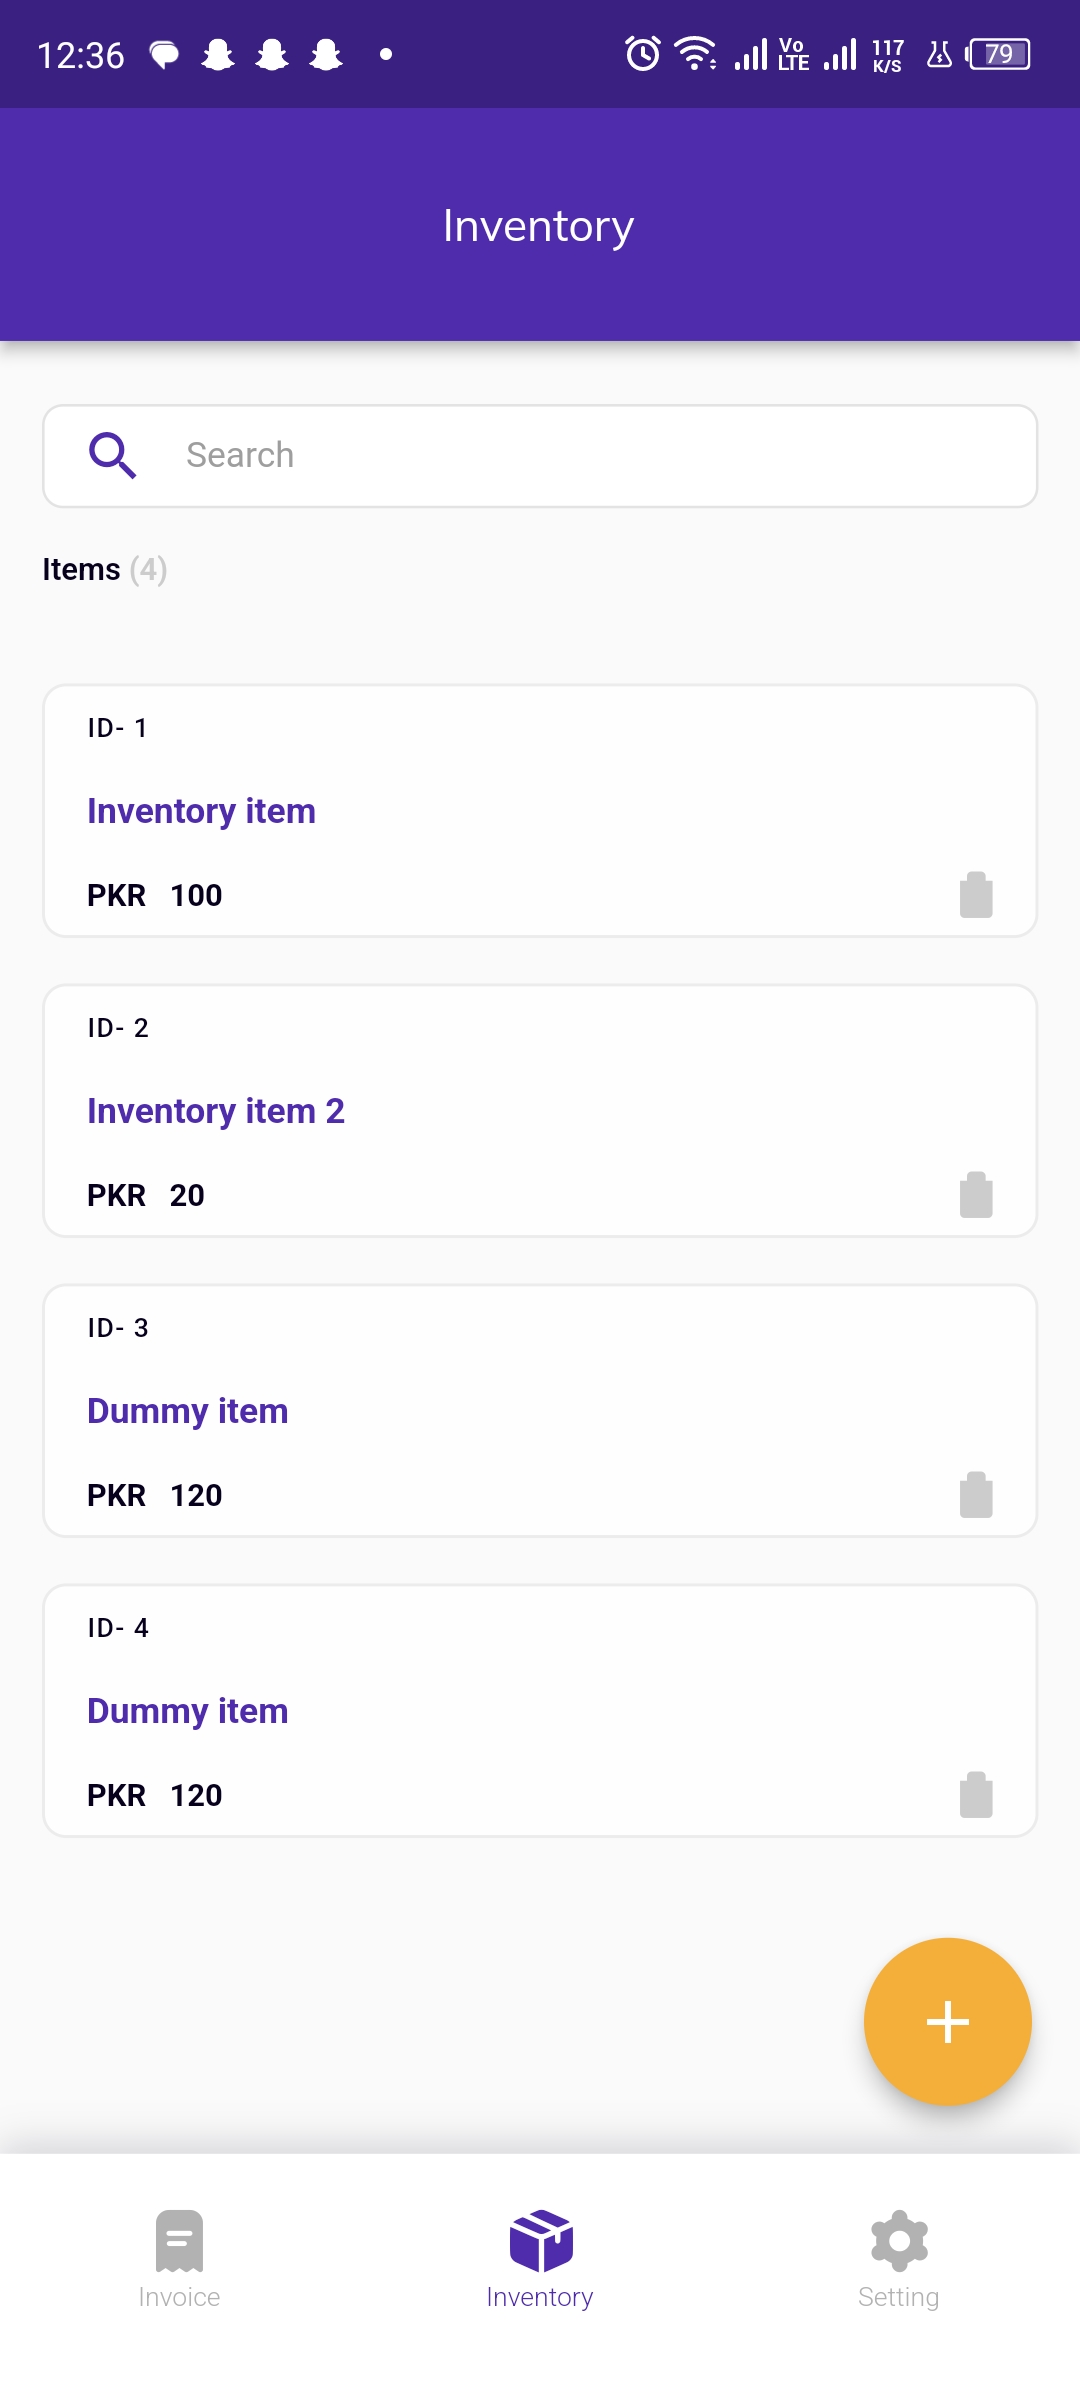 12:36 Vo LTE 117 K/S 79
Inventory
Search
Items (4)
ID- 1
Inventory item
PKR 100
ID- 2
Inventory item 2
PKR 20
ID- 3
Dummy item
PKR 120
ID- 4
Dummy item
PKR 120
Invoice Inventory Setting